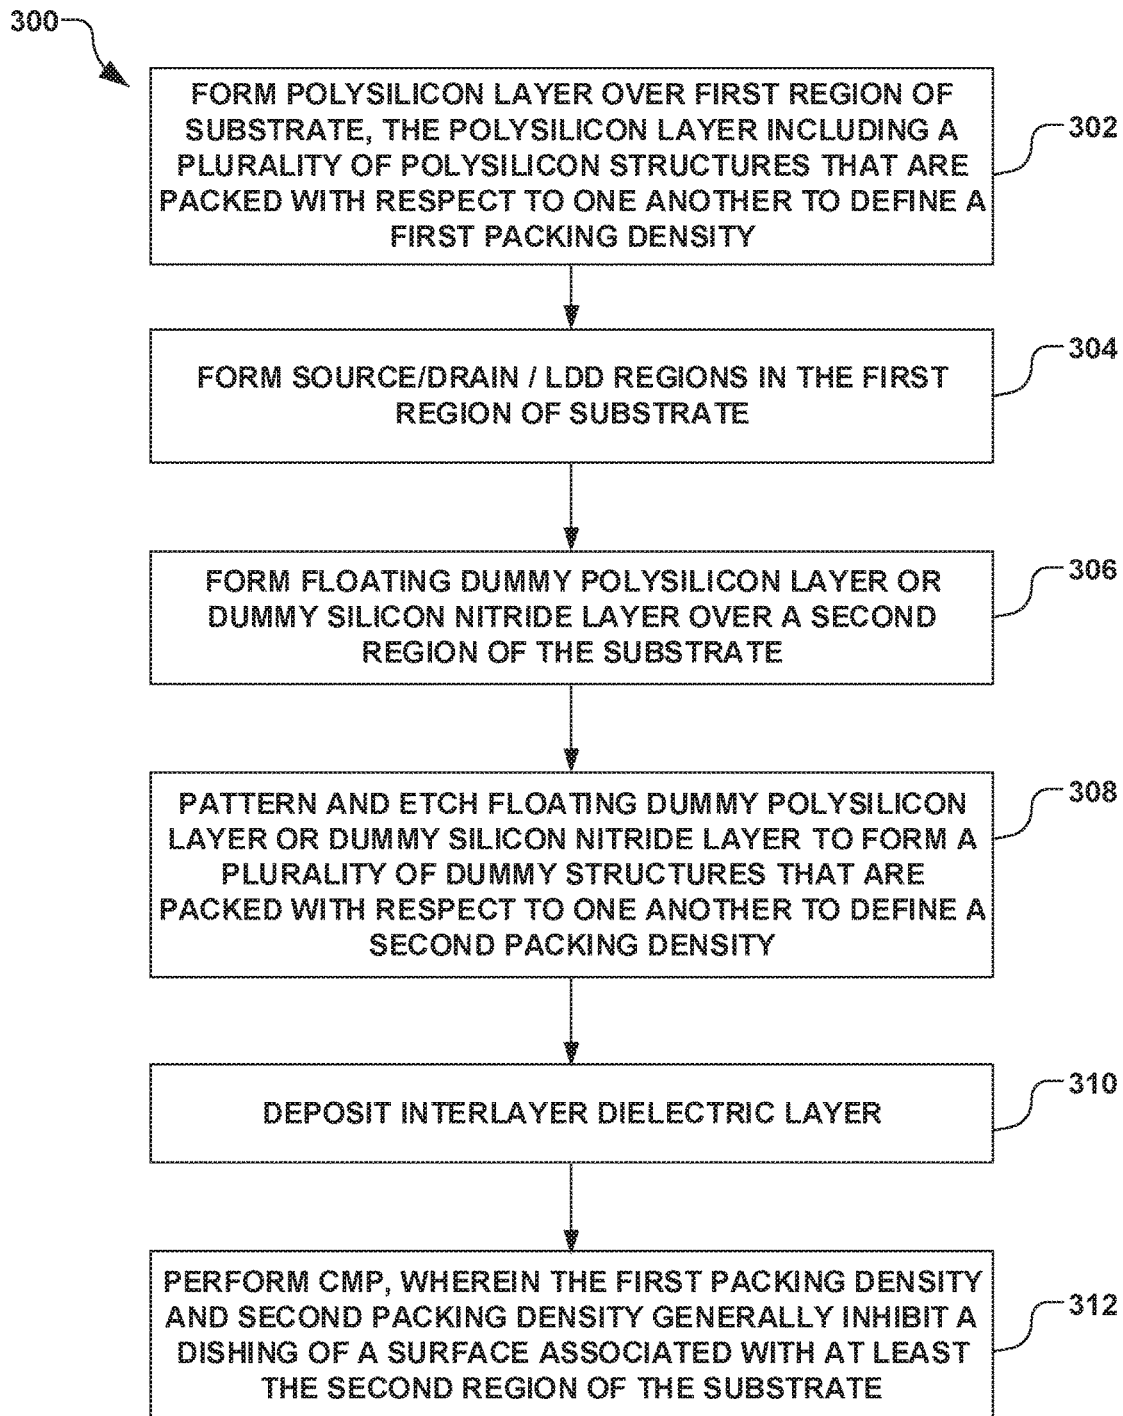 300
FORM POLYSILICON LAYER OVER FIRST REGION OF
SUBSTRATE, THE POLYSILICON LAYER INCLUDING A
PLURALITY OF POLYSILICON STRUCTURES THAT ARE
PACKED WITH RESPECT TO ONE ANOTHER TO DEFINE A
FIRST PACKING DENSITY
302
FORM SOURCE/DRAIN / LDD REGIONS IN THE FIRST
REGION OF SUBSTRATE
304
FORM FLOATING DUMMY POLYSILICON LAYER OR
DUMMY SILICON NITRIDE LAYER OVER A SECOND
REGION OF THE SUBSTRATE
306
PATTERN AND ETCH FLOATING DUMMY POLYSILICON
LAYER OR DUMMY SILICON NITRIDE LAYER TO FORM A
PLURALITY OF DUMMY STRUCTURES THAT ARE
PACKED WITH RESPECT TO ONE ANOTHER TO DEFINE A
SECOND PACKING DENSITY
308
DEPOSIT INTERLAYER DIELECTRIC LAYER
310
PERFORM CMP, WHEREIN THE FIRST PACKING DENSITY
AND SECOND PACKING DENSITY GENERALLY INHIBIT A
DISHING OF A SURFACE ASSOCIATED WITH AT LEAST
THE SECOND REGION OF THE SUBSTRATE
312